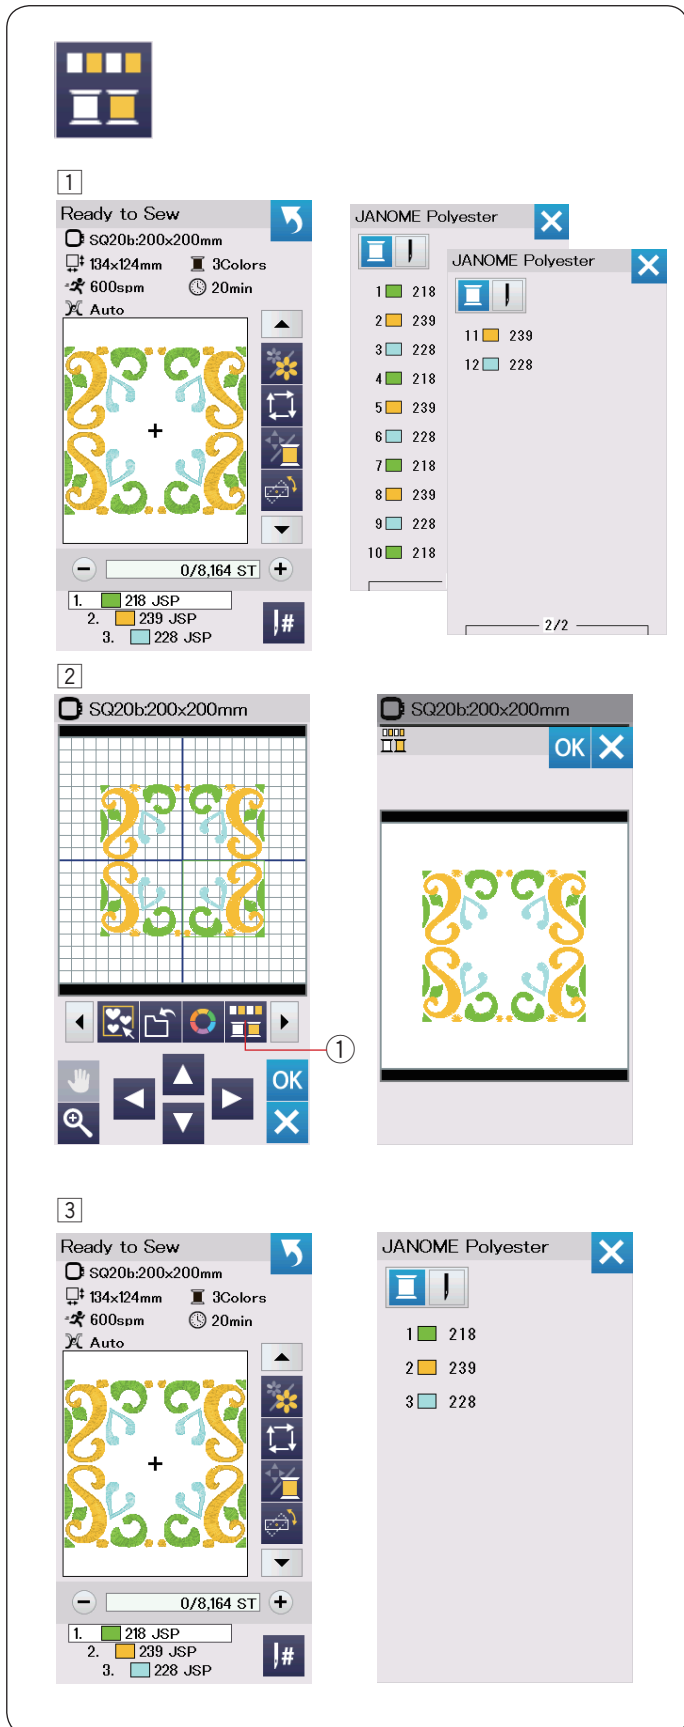 1
Ready to Sew
SQ20b:200x200mm
134x124mm 3Colors
600spm 20min
Auto
0/8,164 ST
1. 218 JSP
2. 239 JSP
3. 228 JSP
#
JANOME Polyester
1 218
2 239
3 228
4 218
5 239
6 228
7 218
8 239
9 228
10 218
JANOME Polyester
11 239
12 228
2/2
2
SQ20b:200x200mm
1
OK
SQ20b:200x200mm
OK
3
Ready to Sew
SQ20b:200x200mm
134x124mm 3Colors
600spm 20min
Auto
0/8,164 ST
1. 218 JSP
2. 239 JSP
3. 228 JSP
#
JANOME Polyester
1 218
2 239
3 228